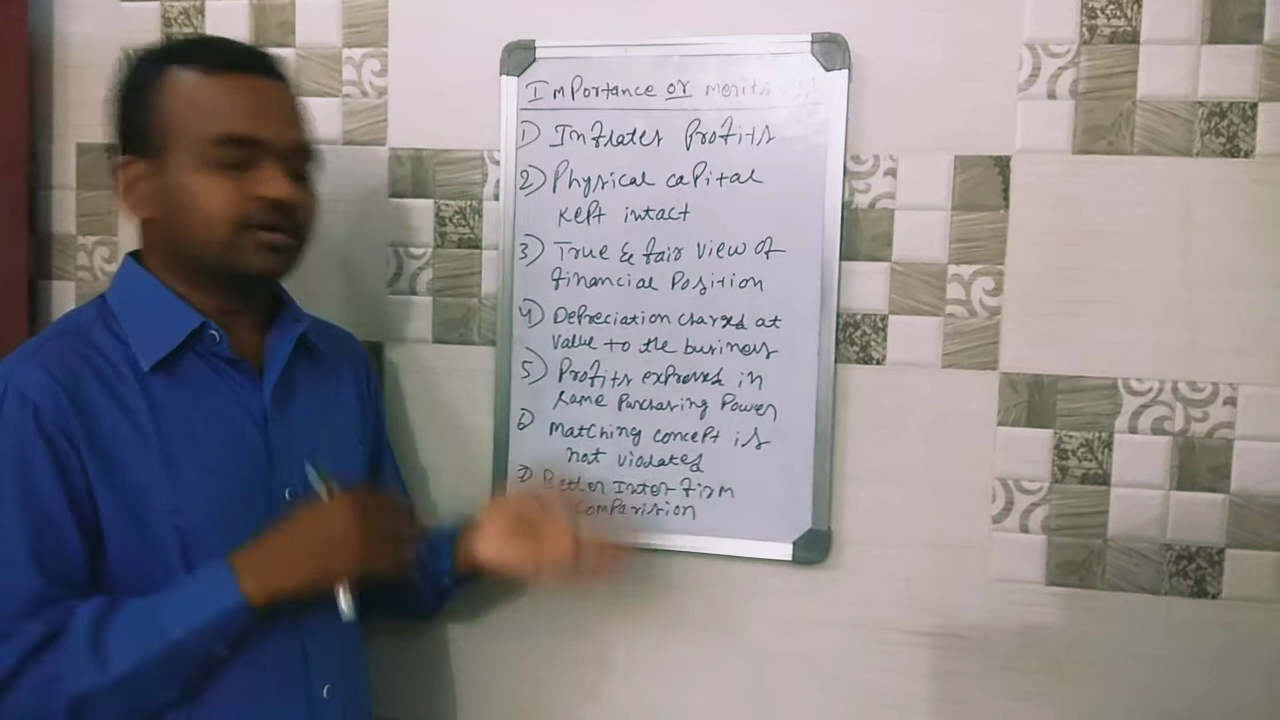 Importance or merits
1) Inflates Profits
2) Physical capital
kept intact
3) True & fair view of
financial Position
4) Depreciation charged at
value to the business
5) Profits expressed in
same Purchasing Power
6) matching concept is
not violated
7) Better Inter firm
comparision